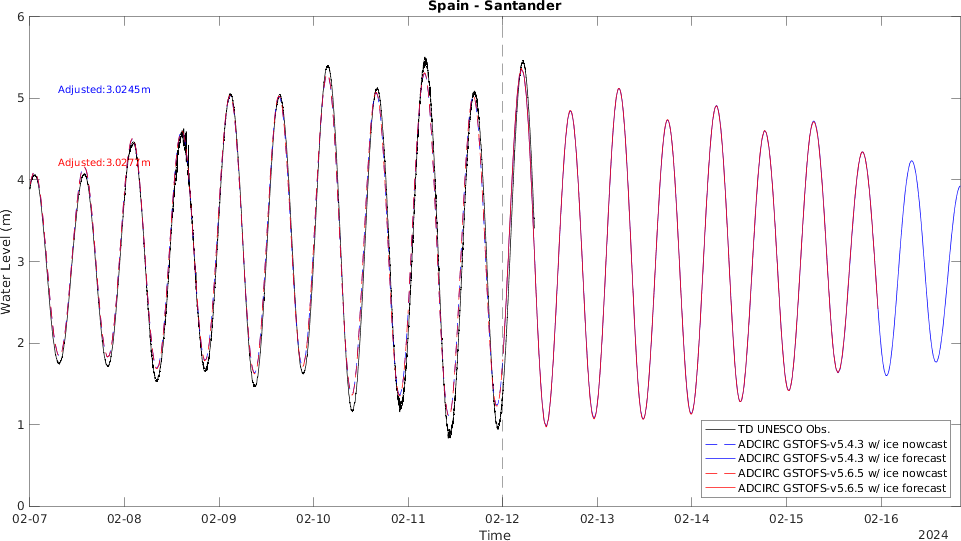 Spain - Santander
6
5
4
3
2
1
0
Water Level (m)
Adjusted:3.0245m
Adjusted:3.0277m
TD UNESCO Obs.
ADCIRC GSTOFS-v5.4.3 w/ ice nowcast
ADCIRC GSTOFS-v5.4.3 w/ ice forecast
ADCIRC GSTOFS-v5.6.5 w/ ice nowcast
ADCIRC GSTOFS-v5.6.5 w/ ice forecast
02-07 02-08 02-09 02-10 02-11 02-12 02-13 02-14 02-15 02-16
Time
2024